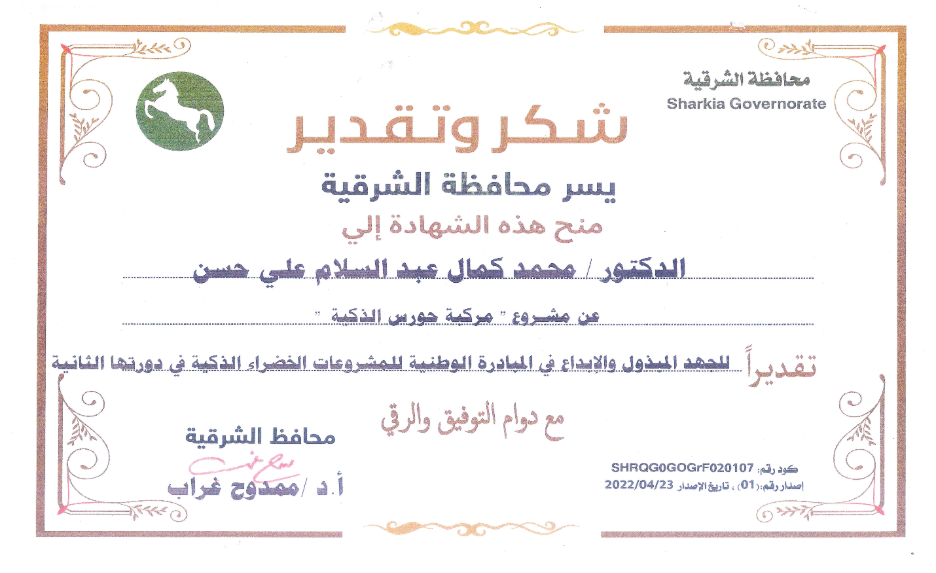 محافظة الشرقية
Sharkia Governorate
شكر وتقدير
يسر محافظة الشرقية
منح هذه الشهادة إلي
الدكتور / محمد كمال عبد السلام علي حسن
عن مشروع " مركبة حورس الذكية "
تقديراً للجهد المبذول والإبداع في المبادرة الوطنية للمشروعات الخضراء الذكية في دورتها الثانية
مع دوام التوفيق والرقي
محافظ الشرقية
أ.د /ممدوح غراب
كود رقم: SHRQG0GOGrF020107
إصدار رقم:(01) ، تاريخ الإصدار 2022/04/23